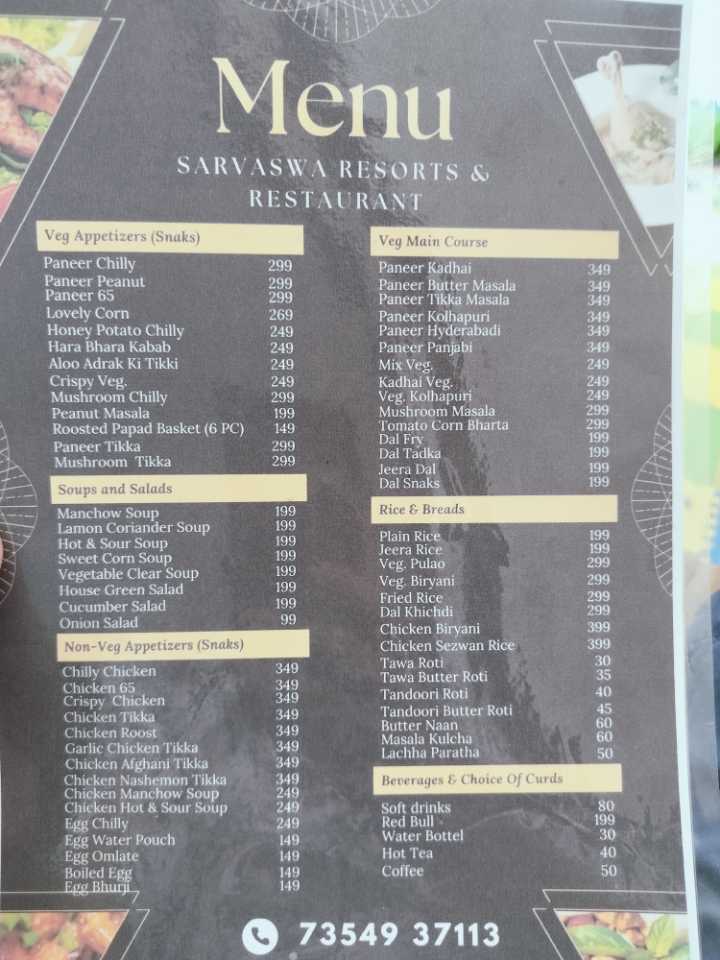 Menu
SARVASWA RESORTS &
RESTAURANT
Veg Appetizers (Snaks)
Paneer Chilly 299
Paneer Peanut 299
Paneer 65 299
Lovely Corn 269
Honey Potato Chilly 249
Hara Bhara Kabab 249
Aloo Adrak Ki Tikki 249
Crispy Veg. 249
Mushroom Chilly 299
Peanut Masala 199
Roosted Papad Basket (6 PC) 149
Paneer Tikka 299
Mushroom Tikka 299
Soups and Salads
Manchow Soup 199
Lamon Coriander Soup 199
Hot & Sour Soup 199
Sweet Corn Soup 199
Vegetable Clear Soup 199
House Green Salad 199
Cucumber Salad 199
Onion Salad 99
Non-Veg Appetizers (Snaks)
Chilly Chicken 349
Chicken 65 349
Crispy Chicken 349
Chicken Tikka 349
Chicken Roost 349
Garlic Chicken Tikka 349
Chicken Afghani Tikka 349
Chicken Nashemon Tikka 349
Chicken Manchow Soup 249
Chicken Hot & Sour Soup 249
Egg Chilly 249
Egg Water Pouch 149
Egg Omlate 149
Boiled Egg 149
Egg Bhurji 149
Veg Main Course
Paneer Kadhai 349
Paneer Butter Masala 349
Paneer Tikka Masala 349
Paneer Kolhapuri 349
Paneer Hyderabadi 349
Paneer Panjabi 349
Mix Veg. 249
Kadhai Veg. 249
Veg. Kolhapuri 249
Mushroom Masala 299
Tomato Corn Bharta 299
Dal Fry 199
Dal Tadka 199
Jeera Dal 199
Dal Snaks 199
Rice & Breads
Plain Rice 199
Jeera Rice 199
Veg. Pulao 299
Veg. Biryani 299
Fried Rice 299
Dal Khichdi 299
Chicken Biryani 399
Chicken Sezwan Rice 399
Tawa Roti 30
Tawa Butter Roti 35
Tandoori Roti 40
Tandoori Butter Roti 45
Butter Naan 60
Masala Kulcha 60
Lachha Paratha 50
Beverages & Choice Of Curds
Soft drinks 80
Red Bull 199
Water Bottel 30
Hot Tea 40
Coffee 50
73549 37113